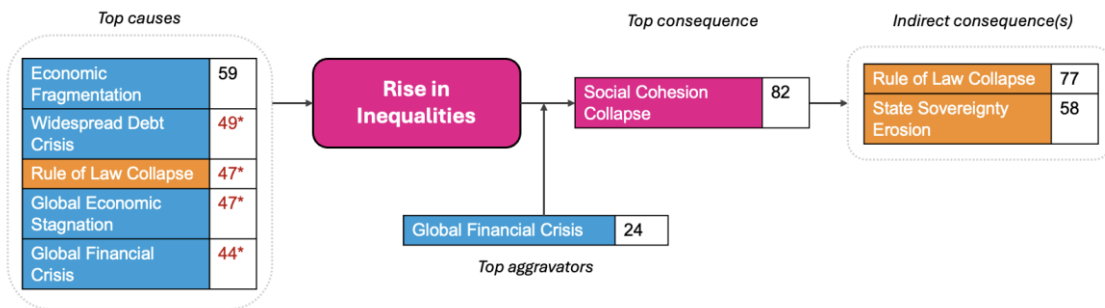 Top causes
Economic
Fragmentation
59
Widespread Debt
Crisis
49*
Rule of Law Collapse
47*
Global Economic
Stagnation
47*
Global Financial
Crisis
44*
Rise in
Inequalities
Top consequence
Social Cohesion
Collapse
82
Global Financial Crisis
24
Top aggravators
Indirect consequence(s)
Rule of Law Collapse
77
State Sovereignty
Erosion
58